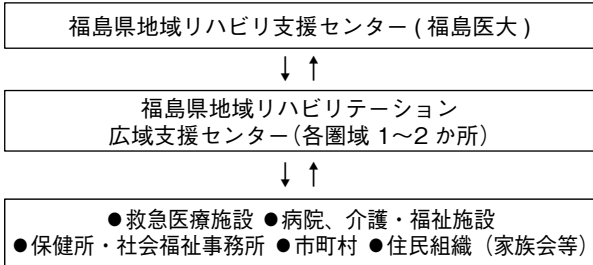 福島県地域リハビリ支援センター ( 福島医大 )
↓ ↑
福島県地域リハビリテーション
広域支援センター（各圏域 1〜2 か所）
↓ ↑
●救急医療施設 ●病院、介護・福祉施設
●保健所・社会福祉事務所 ●市町村 ●住民組織（家族会等）